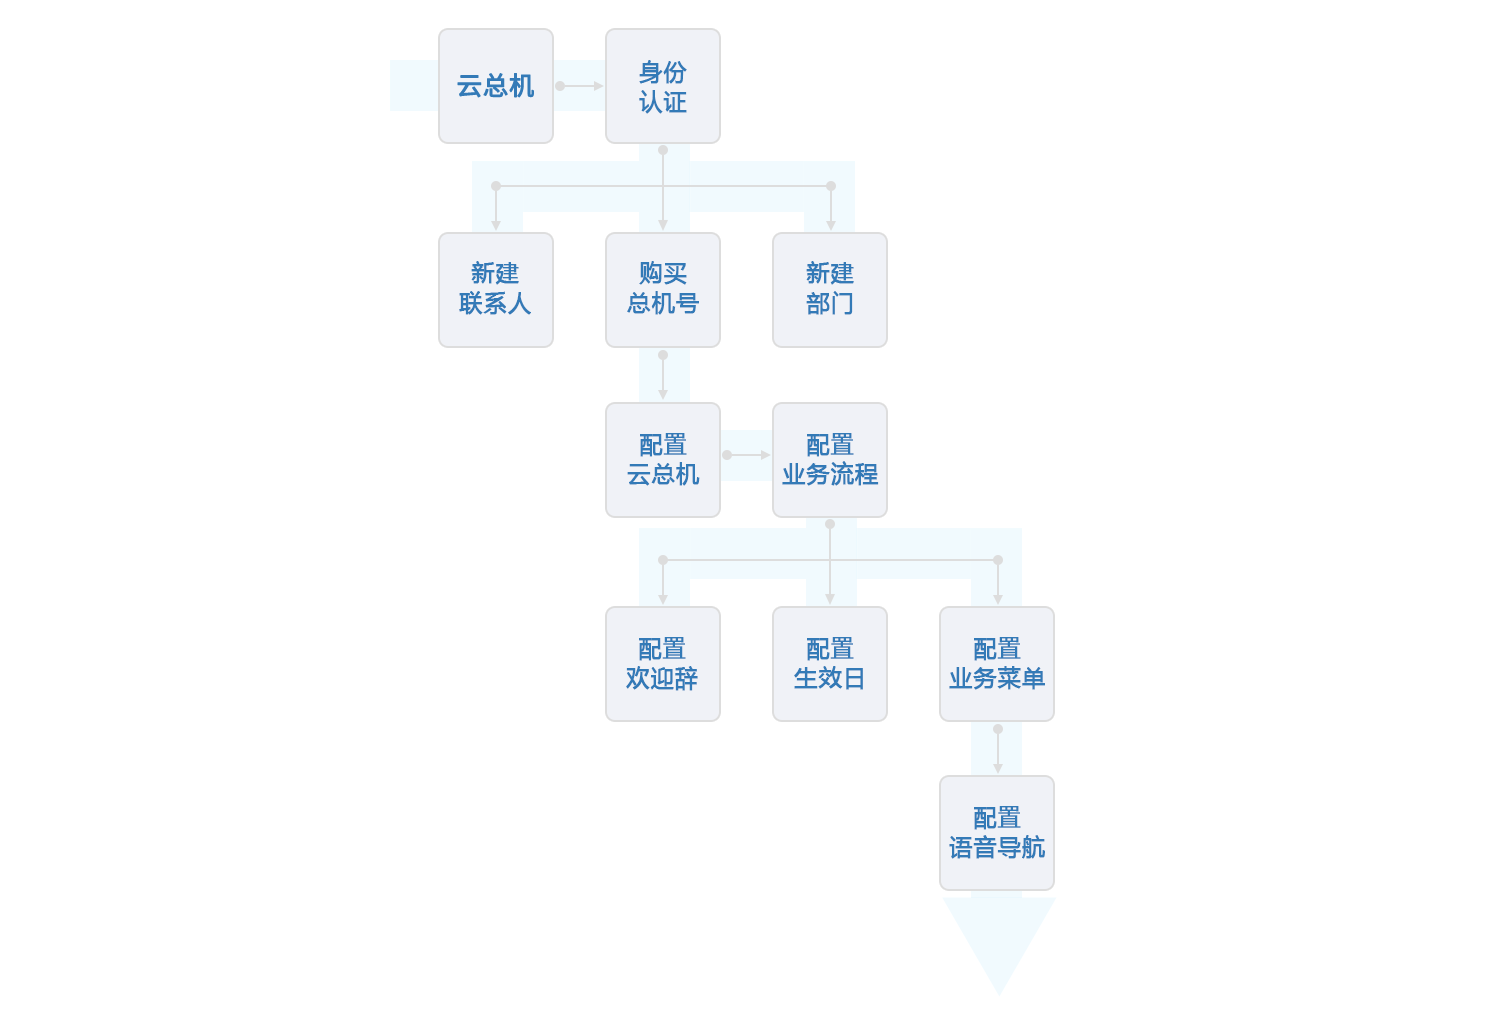 云总机
身份
认证
新建
联系人
购买
总机号
新建
部门
配置
云总机
配置
业务流程
配置
欢迎辞
配置
生效日
配置
业务菜单
配置
语音导航